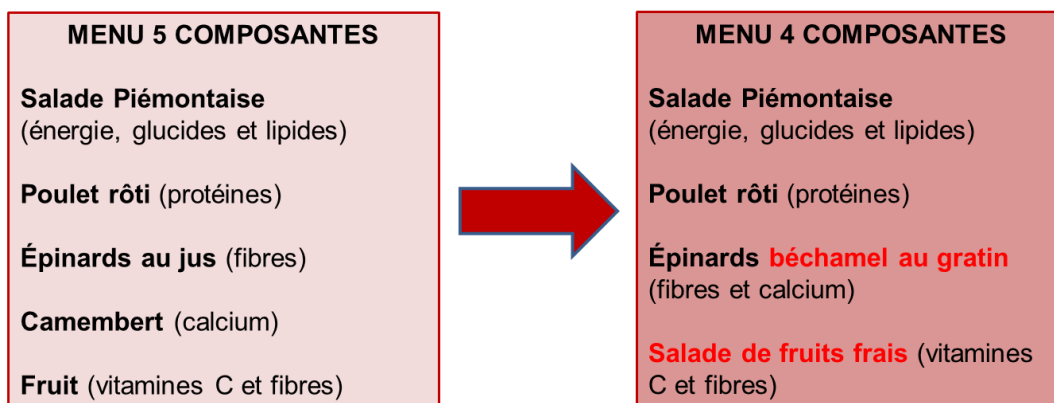 MENU 5 COMPOSANTES
Salade Piémontaise
(énergie, glucides et lipides)
Poulet rôti (protéines)
Épinards au jus (fibres)
Camembert (calcium)
Fruit (vitamines C et fibres)
MENU 4 COMPOSANTES
Salade Piémontaise
(énergie, glucides et lipides)
Poulet rôti (protéines)
Épinards béchamel au gratin
(fibres et calcium)
Salade de fruits frais (vitamines
C et fibres)